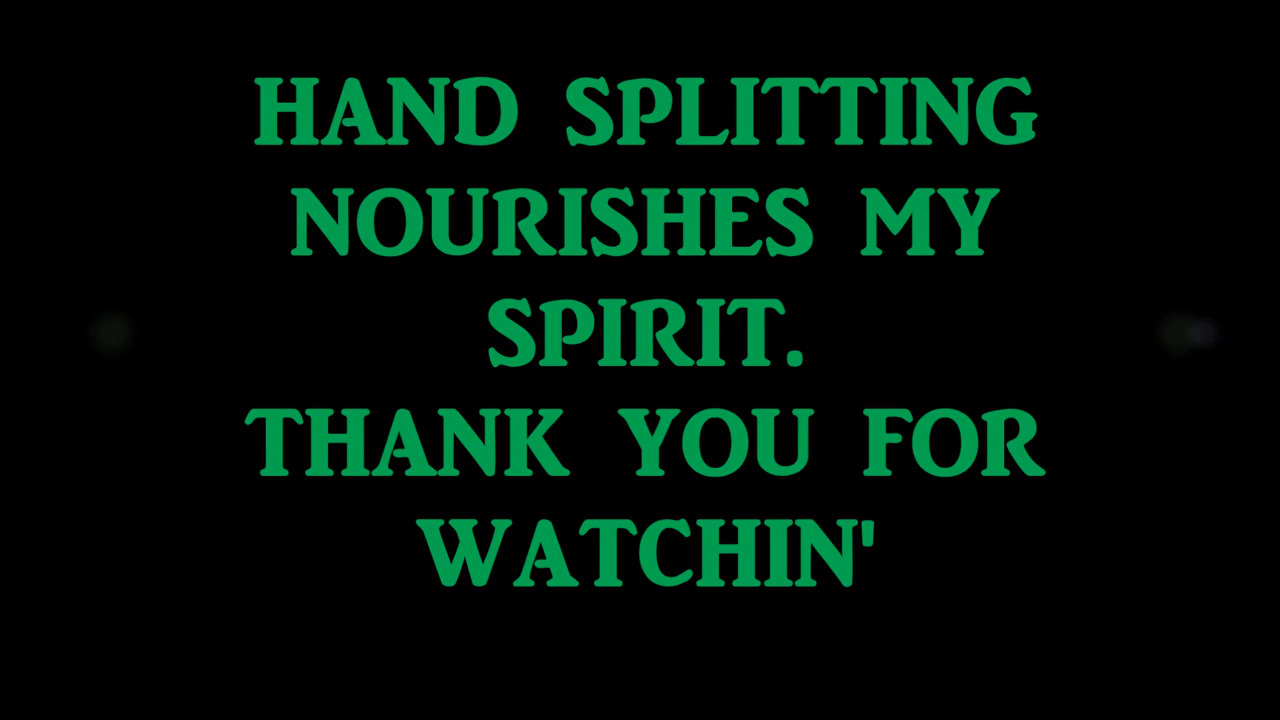 HAND SPLITTING
NOURISHES MY
SPIRIT.
THANK YOU FOR
WATCHIN'